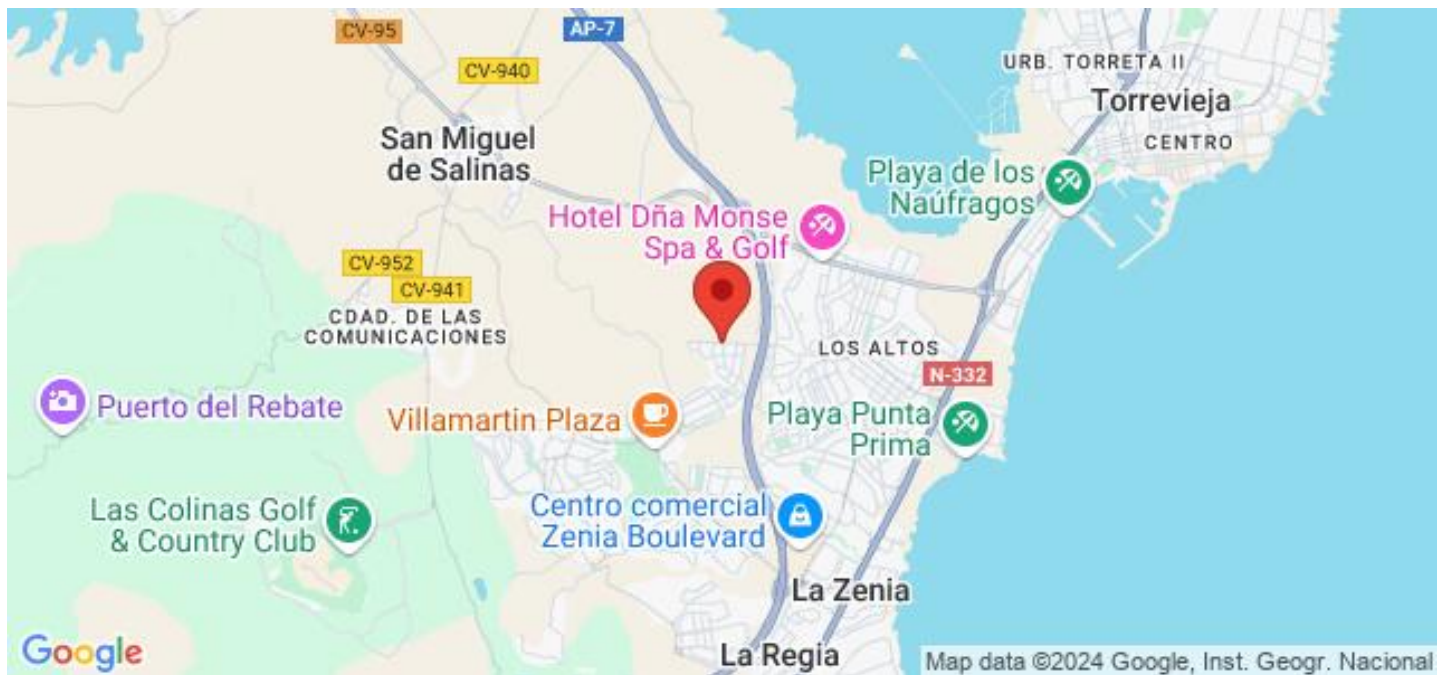 CV-95
AP-7
CV-940
URB. TORRETA II
Torrevieja
CENTRO
San Miguel
de Salinas
Playa de los
Naúfragos
Hotel Dña Monse
Spa & Golf
CV-952
CV-941
CDAD. DE LAS
COMUNICACIONES
LOS ALTOS
N-332
Puerto del Rebate
Villamartin Plaza
Playa Punta
Prima
Las Colinas Golf
& Country Club
Centro comercial
Zenia Boulevard
La Zenia
La Regia
Google
Map data ©2024 Google, Inst. Geogr. Nacional